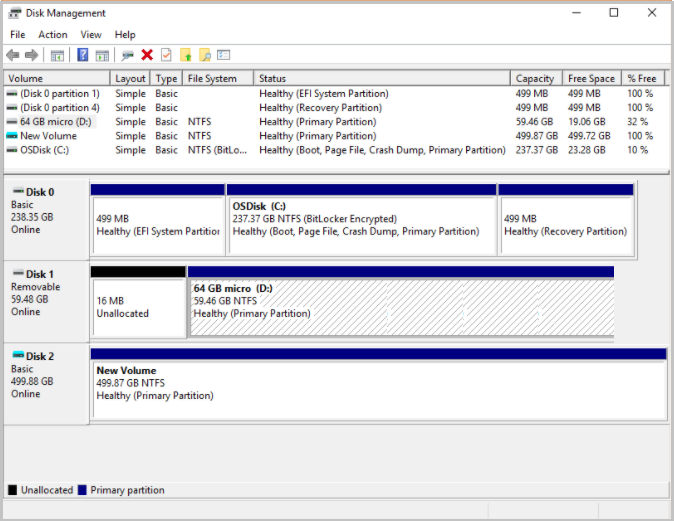 Disk Management
File Action View Help
Volume Layout Type File System Status Capacity Free Space % Free
(Disk 0 partition 1) Simple Basic Healthy (EFI System Partition) 499 MB 499 MB 100 %
(Disk 0 partition 4) Simple Basic Healthy (Recovery Partition) 499 MB 499 MB 100 %
64 GB micro (D:) Simple Basic NTFS Healthy (Primary Partition) 59.46 GB 19.06 GB 32 %
New Volume Simple Basic NTFS Healthy (Primary Partition) 499.87 GB 499.72 GB 100 %
OSDisk (C:) Simple Basic NTFS (BitLo... Healthy (Boot, Page File, Crash Dump, Primary Partition) 237.37 GB 23.28 GB 10 %
Disk 0
Basic
238.35 GB
Online
499 MB
Healthy (EFI System Partition
OSDisk (C:)
237.37 GB NTFS (BitLocker Encrypted)
Healthy (Boot, Page File, Crash Dump, Primary Partition)
499 MB
Healthy (Recovery Partition)
Disk 1
Removable
59.48 GB
Online
16 MB
Unallocated
64 GB micro (D:)
59.46 GB NTFS
Healthy (Primary Partition)
Disk 2
Basic
499.88 GB
Online
New Volume
499.87 GB NTFS
Healthy (Primary Partition)
Unallocated Primary partition